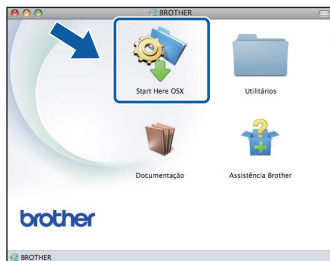 BROTHER
Start Here OSX
Utilitários
Documentação
Assistência Brother
brother
BROTHER